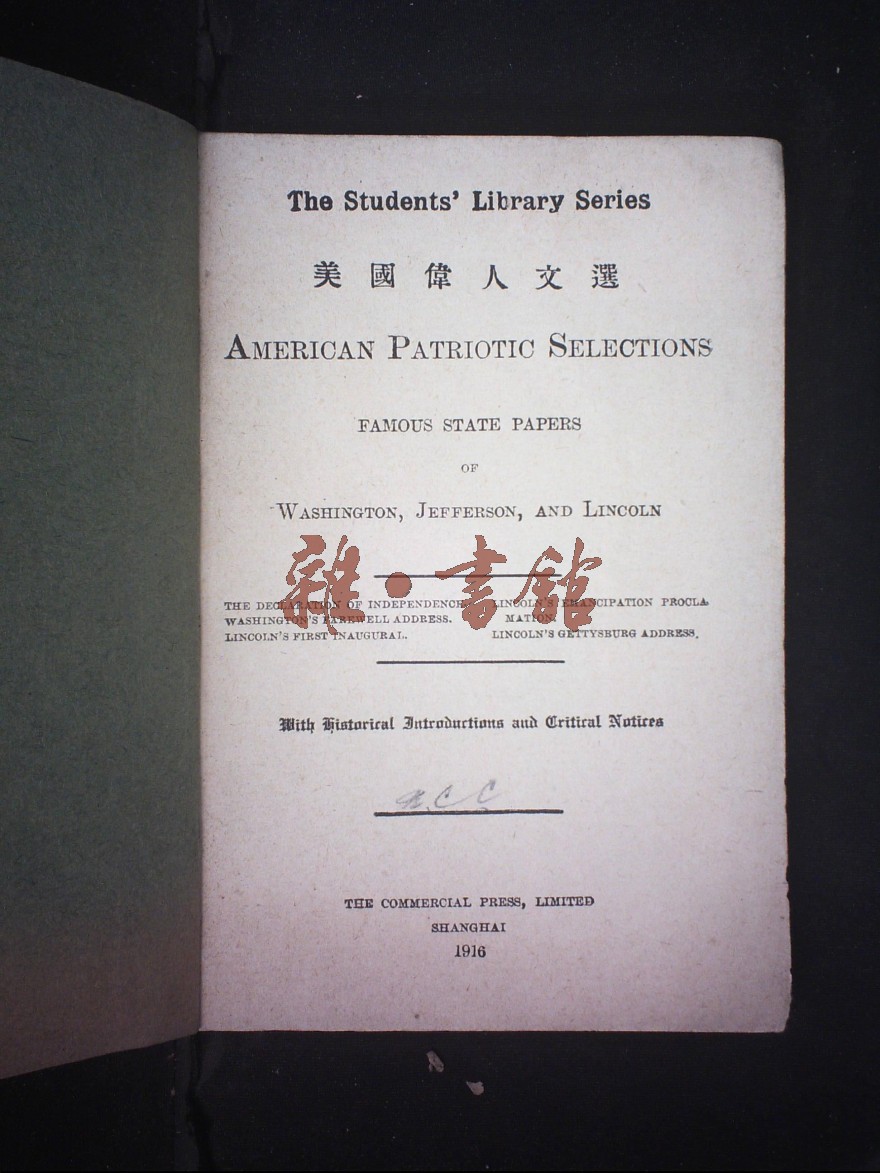 The Students' Library Series
美國偉人文選
AMERICAN PATRIOTIC SELECTIONS
FAMOUS STATE PAPERS
OF
WASHINGTON, JEFFERSON, AND LINCOLN
雜·書館
THE DECLARATION OF INDEPENDENCE.
WASHINGTON'S FAREWELL ADDRESS.
LINCOLN'S FIRST INAUGURAL.
LINCOLN'S EMANCIPATION PROCLA-
MATION.
LINCOLN'S GETTYSBURG ADDRESS.
With Historical Introductions and Critical Notices
THE COMMERCIAL PRESS, LIMITED
SHANGHAI
1916